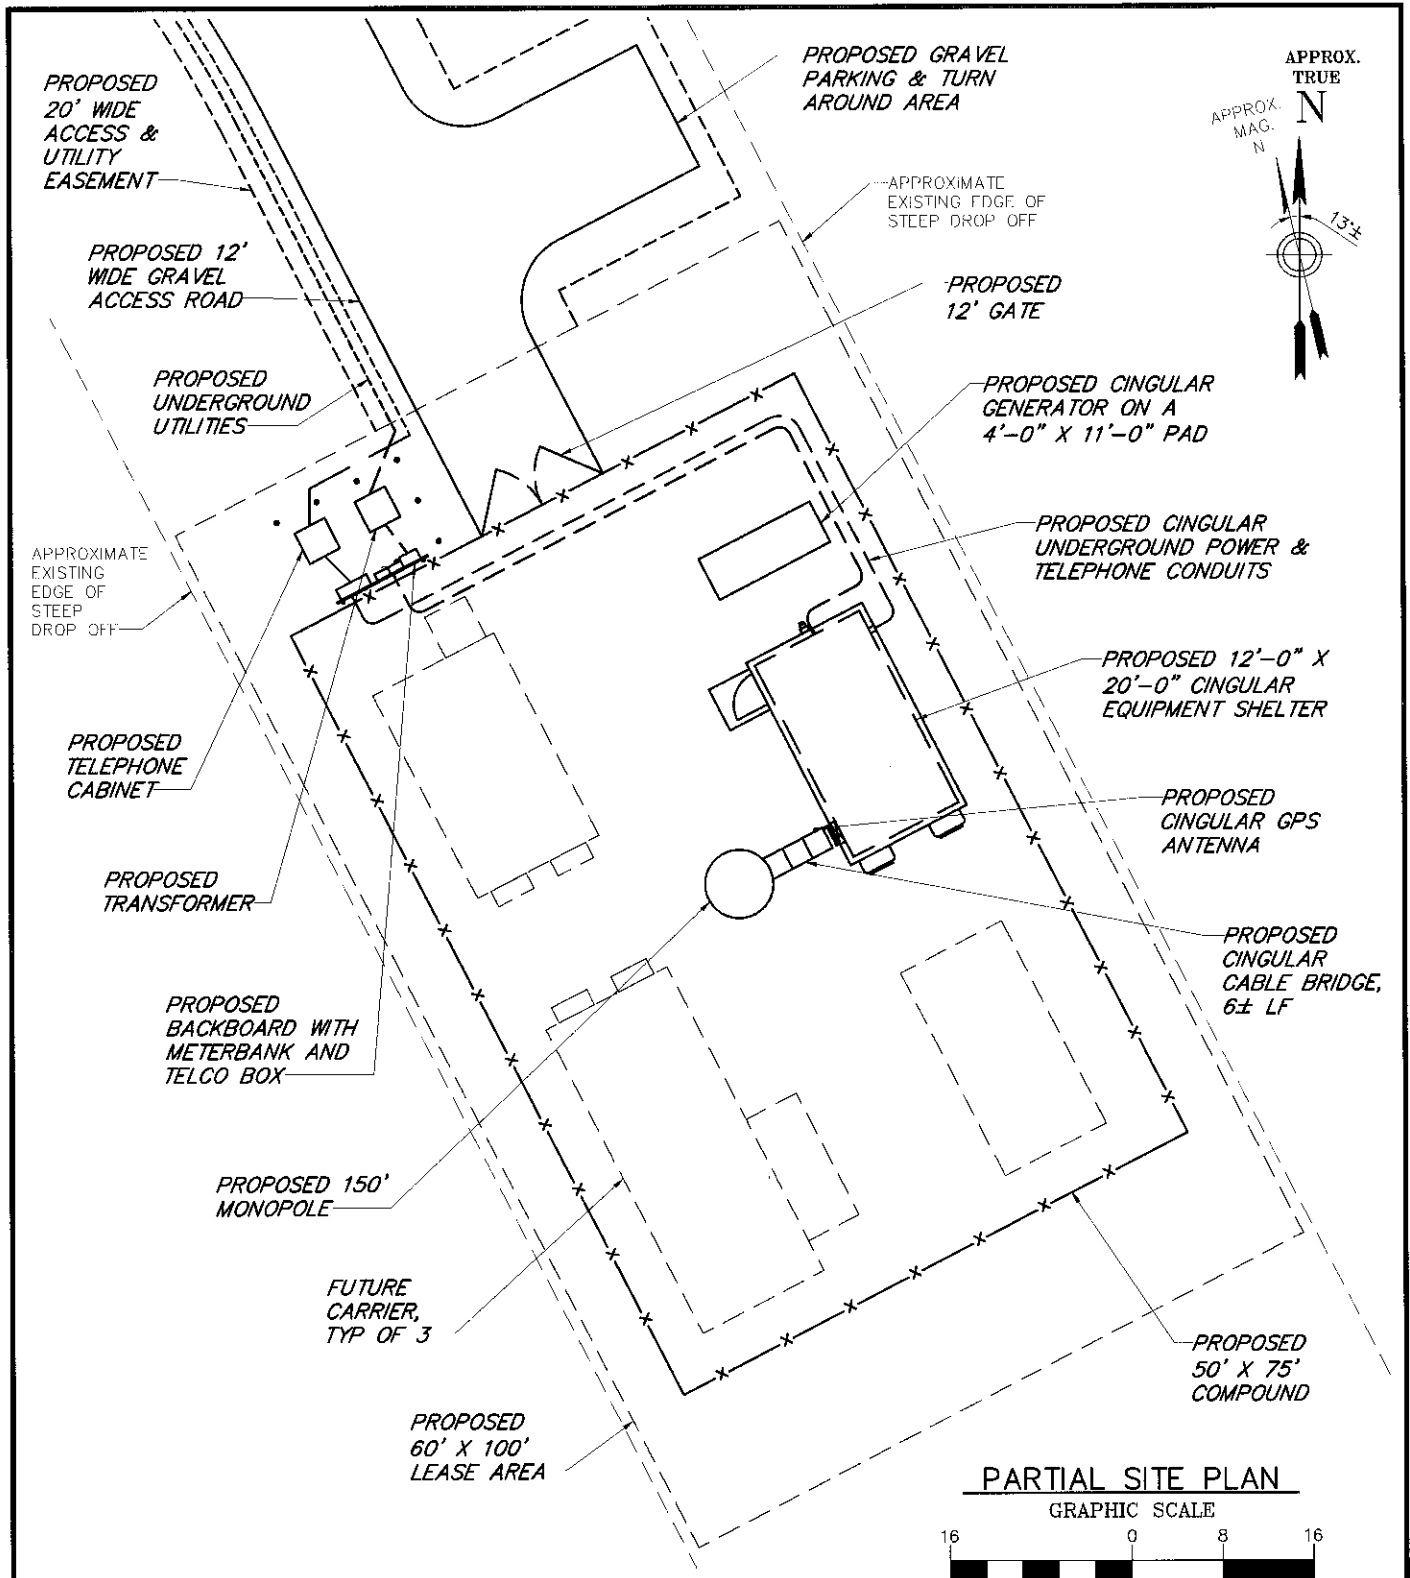 PROPOSED
20' WIDE
ACCESS &
UTILITY
EASEMENT
PROPOSED GRAVEL
PARKING & TURN
AROUND AREA
APPROX.
TRUE
N
APPROX.
MAG.
N
13°±
APPROXIMATE
EXISTING EDGE OF
STEEP DROP OFF
PROPOSED 12'
WIDE GRAVEL
ACCESS ROAD
PROPOSED
12' GATE
PROPOSED
UNDERGROUND
UTILITIES
PROPOSED CINGULAR
GENERATOR ON A
4'-0" X 11'-0" PAD
PROPOSED CINGULAR
UNDERGROUND POWER &
TELEPHONE CONDUITS
APPROXIMATE
EXISTING
EDGE OF
STEEP
DROP OFF
PROPOSED 12'-0" X
20'-0" CINGULAR
EQUIPMENT SHELTER
PROPOSED
TELEPHONE
CABINET
PROPOSED
CINGULAR GPS
ANTENNA
PROPOSED
TRANSFORMER
PROPOSED
CINGULAR
CABLE BRIDGE,
6± LF
PROPOSED
BACKBOARD WITH
METERBANK AND
TELCO BOX
PROPOSED 150'
MONOPOLE
FUTURE
CARRIER,
TYP OF 3
PROPOSED
50' X 75'
COMPOUND
PROPOSED
60' X 100'
LEASE AREA
PARTIAL SITE PLAN
GRAPHIC SCALE
16 0 8 16